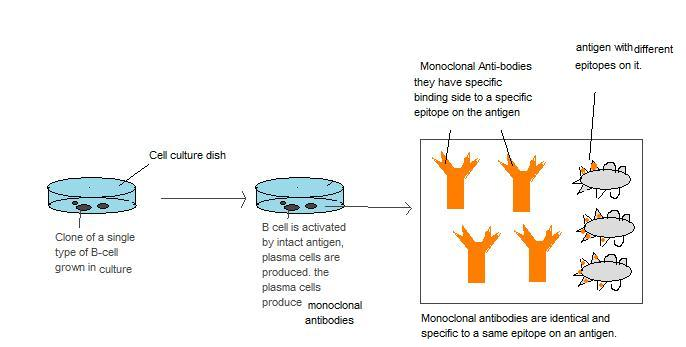 Cell culture dish
Clone of a single
type of B-cell
grown in culture
B cell is activated
by intact antigen,
plasma cells are
produced. the
plasma cells
produce monoclonal
antibodies
Monoclonal Anti-bodies
they have specific
binding side to a specific
epitope on the antigen
antigen with different
epitopes on it.
Monoclonal antibodies are identical and
specific to a same epitope on an antigen.